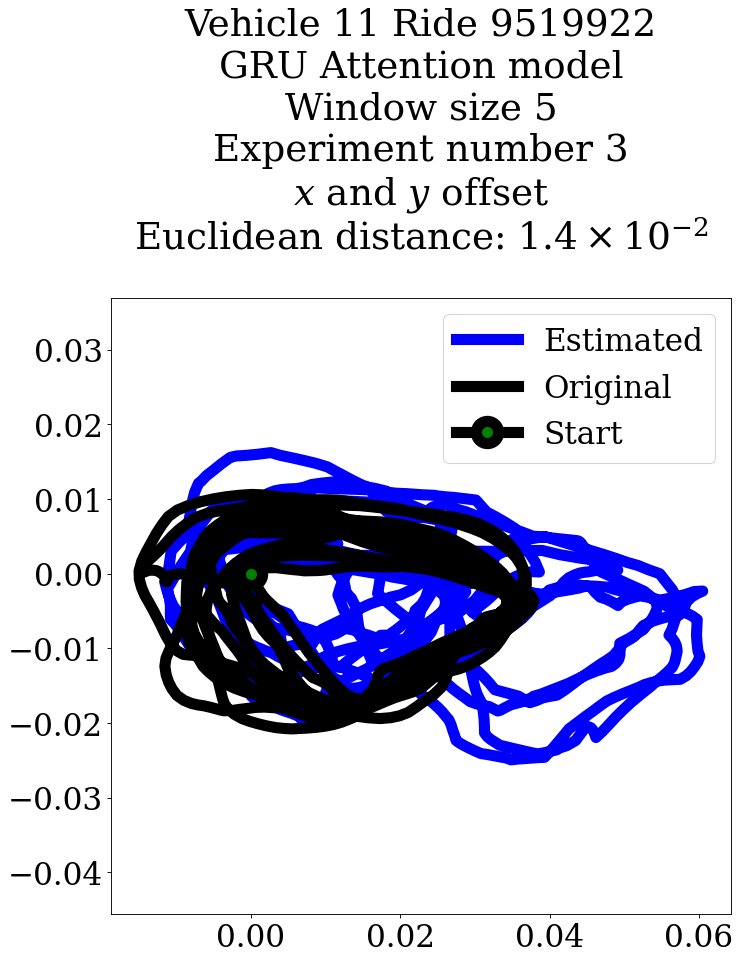 Vehicle 11 Ride 9519922
GRU Attention model
Window size 5
Experiment number 3
x and y offset
Euclidean distance: 1.4 × 10⁻²
Estimated
Original
Start
0.03
0.02
0.01
0.00
−0.01
−0.02
−0.03
−0.04
0.00 0.02 0.04 0.06